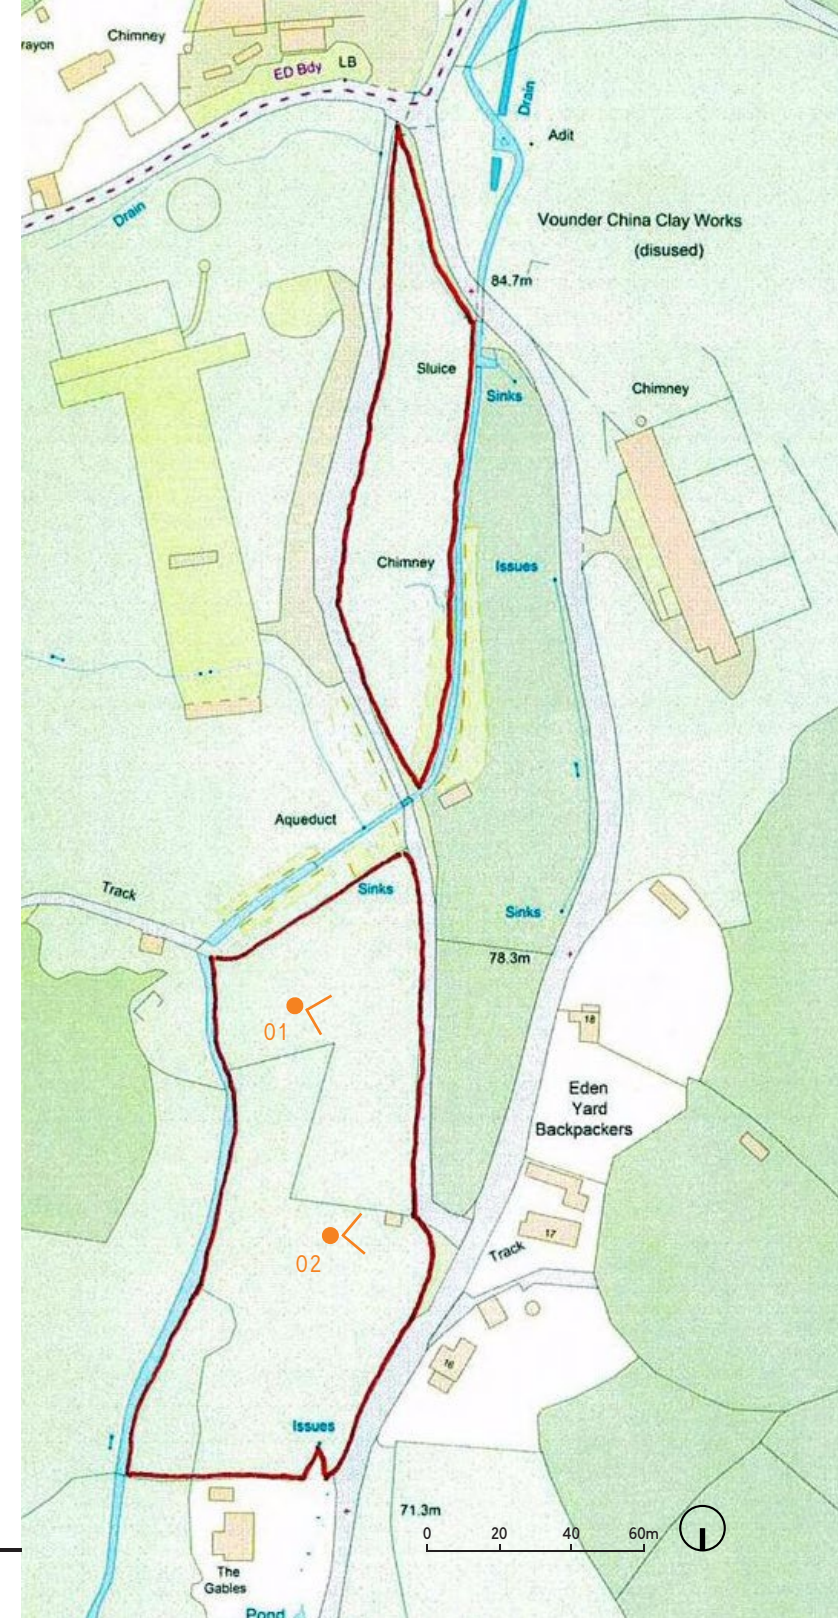 rayon
Chimney
ED Bdy
LB
Drain
Adit
Drain
Vounder China Clay Works
(disused)
84.7m
Sluice
Sinks
Chimney
Chimney
Issues
Aqueduct
Track
Sinks
Sinks
78.3m
01
18
Eden
Yard
Backpackers
02
17
Track
16
Issues
71.3m
0 20 40 60m
The
Gables
Pond